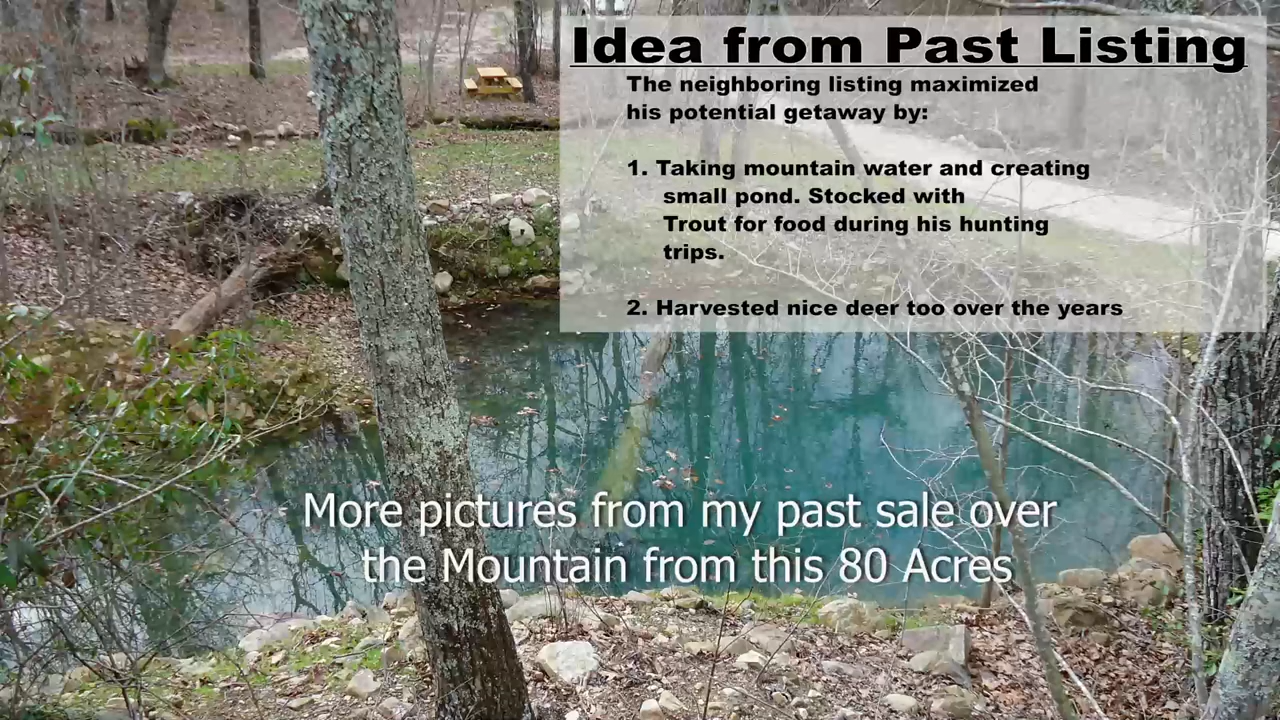 Idea from Past Listing
The neighboring listing maximized
his potential getaway by:
1. Taking mountain water and creating
small pond. Stocked with
Trout for food during his hunting
trips.
2. Harvested nice deer too over the years
More pictures from my past sale over
the Mountain from this 80 Acres